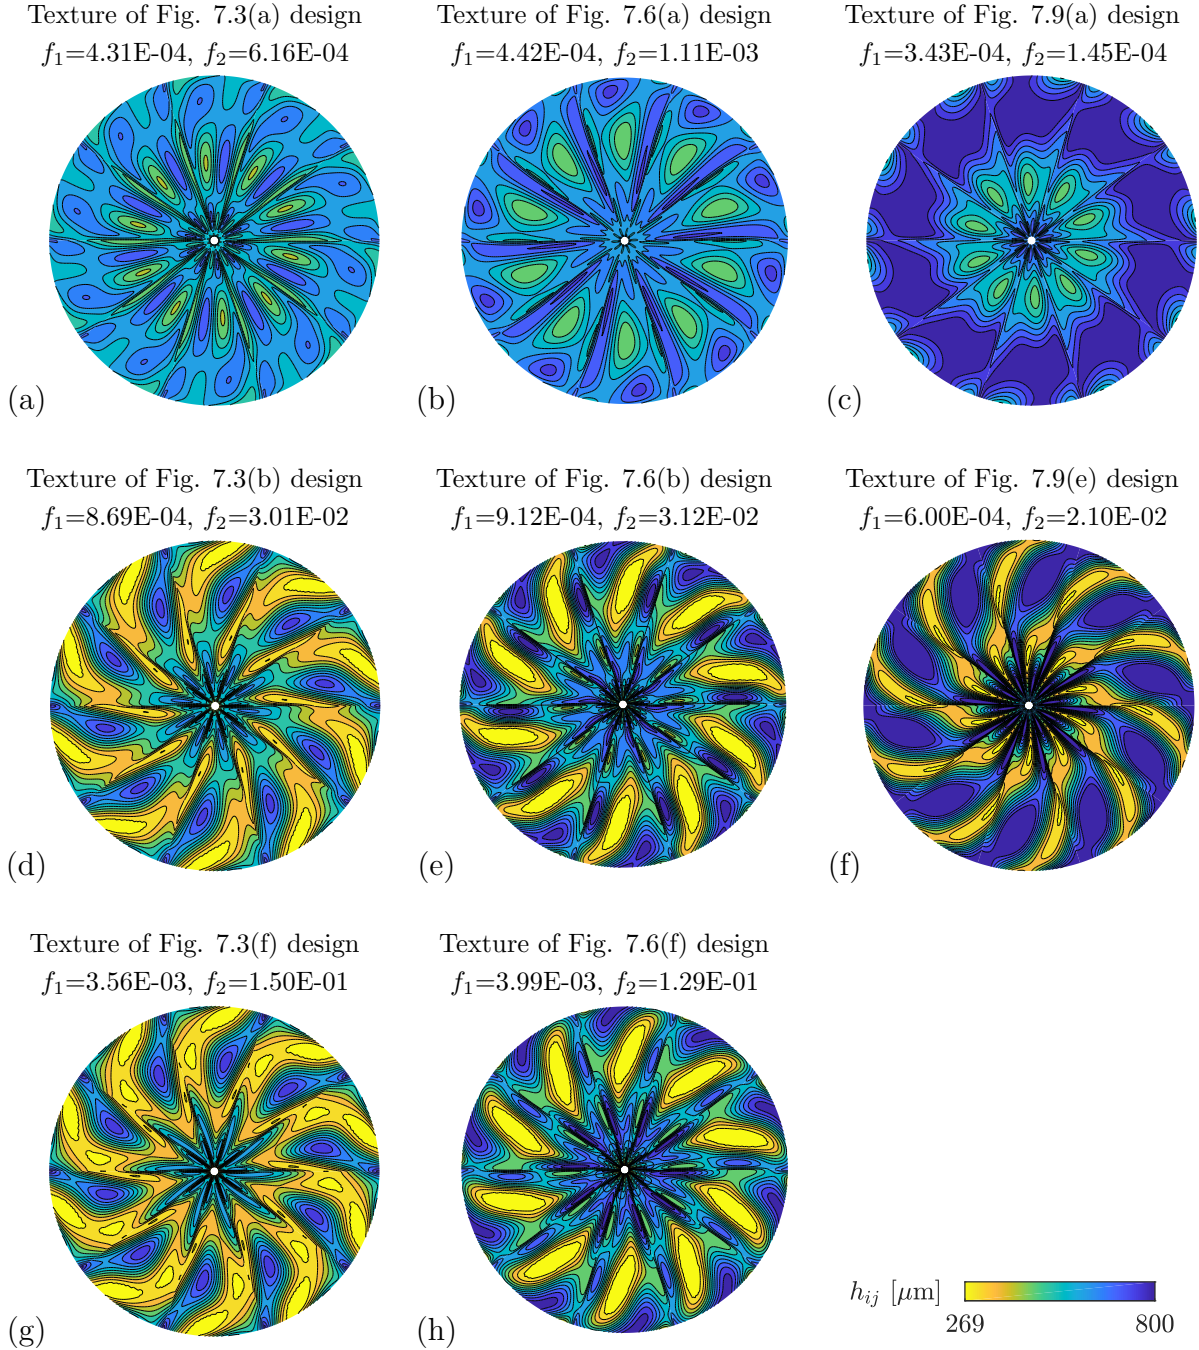 Texture of Fig. 7.3(a) design
f₁=4.31E-04, f₂=6.16E-04
(a)
Texture of Fig. 7.6(a) design
f₁=4.42E-04, f₂=1.11E-03
(b)
Texture of Fig. 7.9(a) design
f₁=3.43E-04, f₂=1.45E-04
(c)
Texture of Fig. 7.3(b) design
f₁=8.69E-04, f₂=3.01E-02
(d)
Texture of Fig. 7.6(b) design
f₁=9.12E-04, f₂=3.12E-02
(e)
Texture of Fig. 7.9(e) design
f₁=6.00E-04, f₂=2.10E-02
(f)
Texture of Fig. 7.3(f) design
f₁=3.56E-03, f₂=1.50E-01
(g)
Texture of Fig. 7.6(f) design
f₁=3.99E-03, f₂=1.29E-01
(h)
hᵢⱼ [μm]
269 800